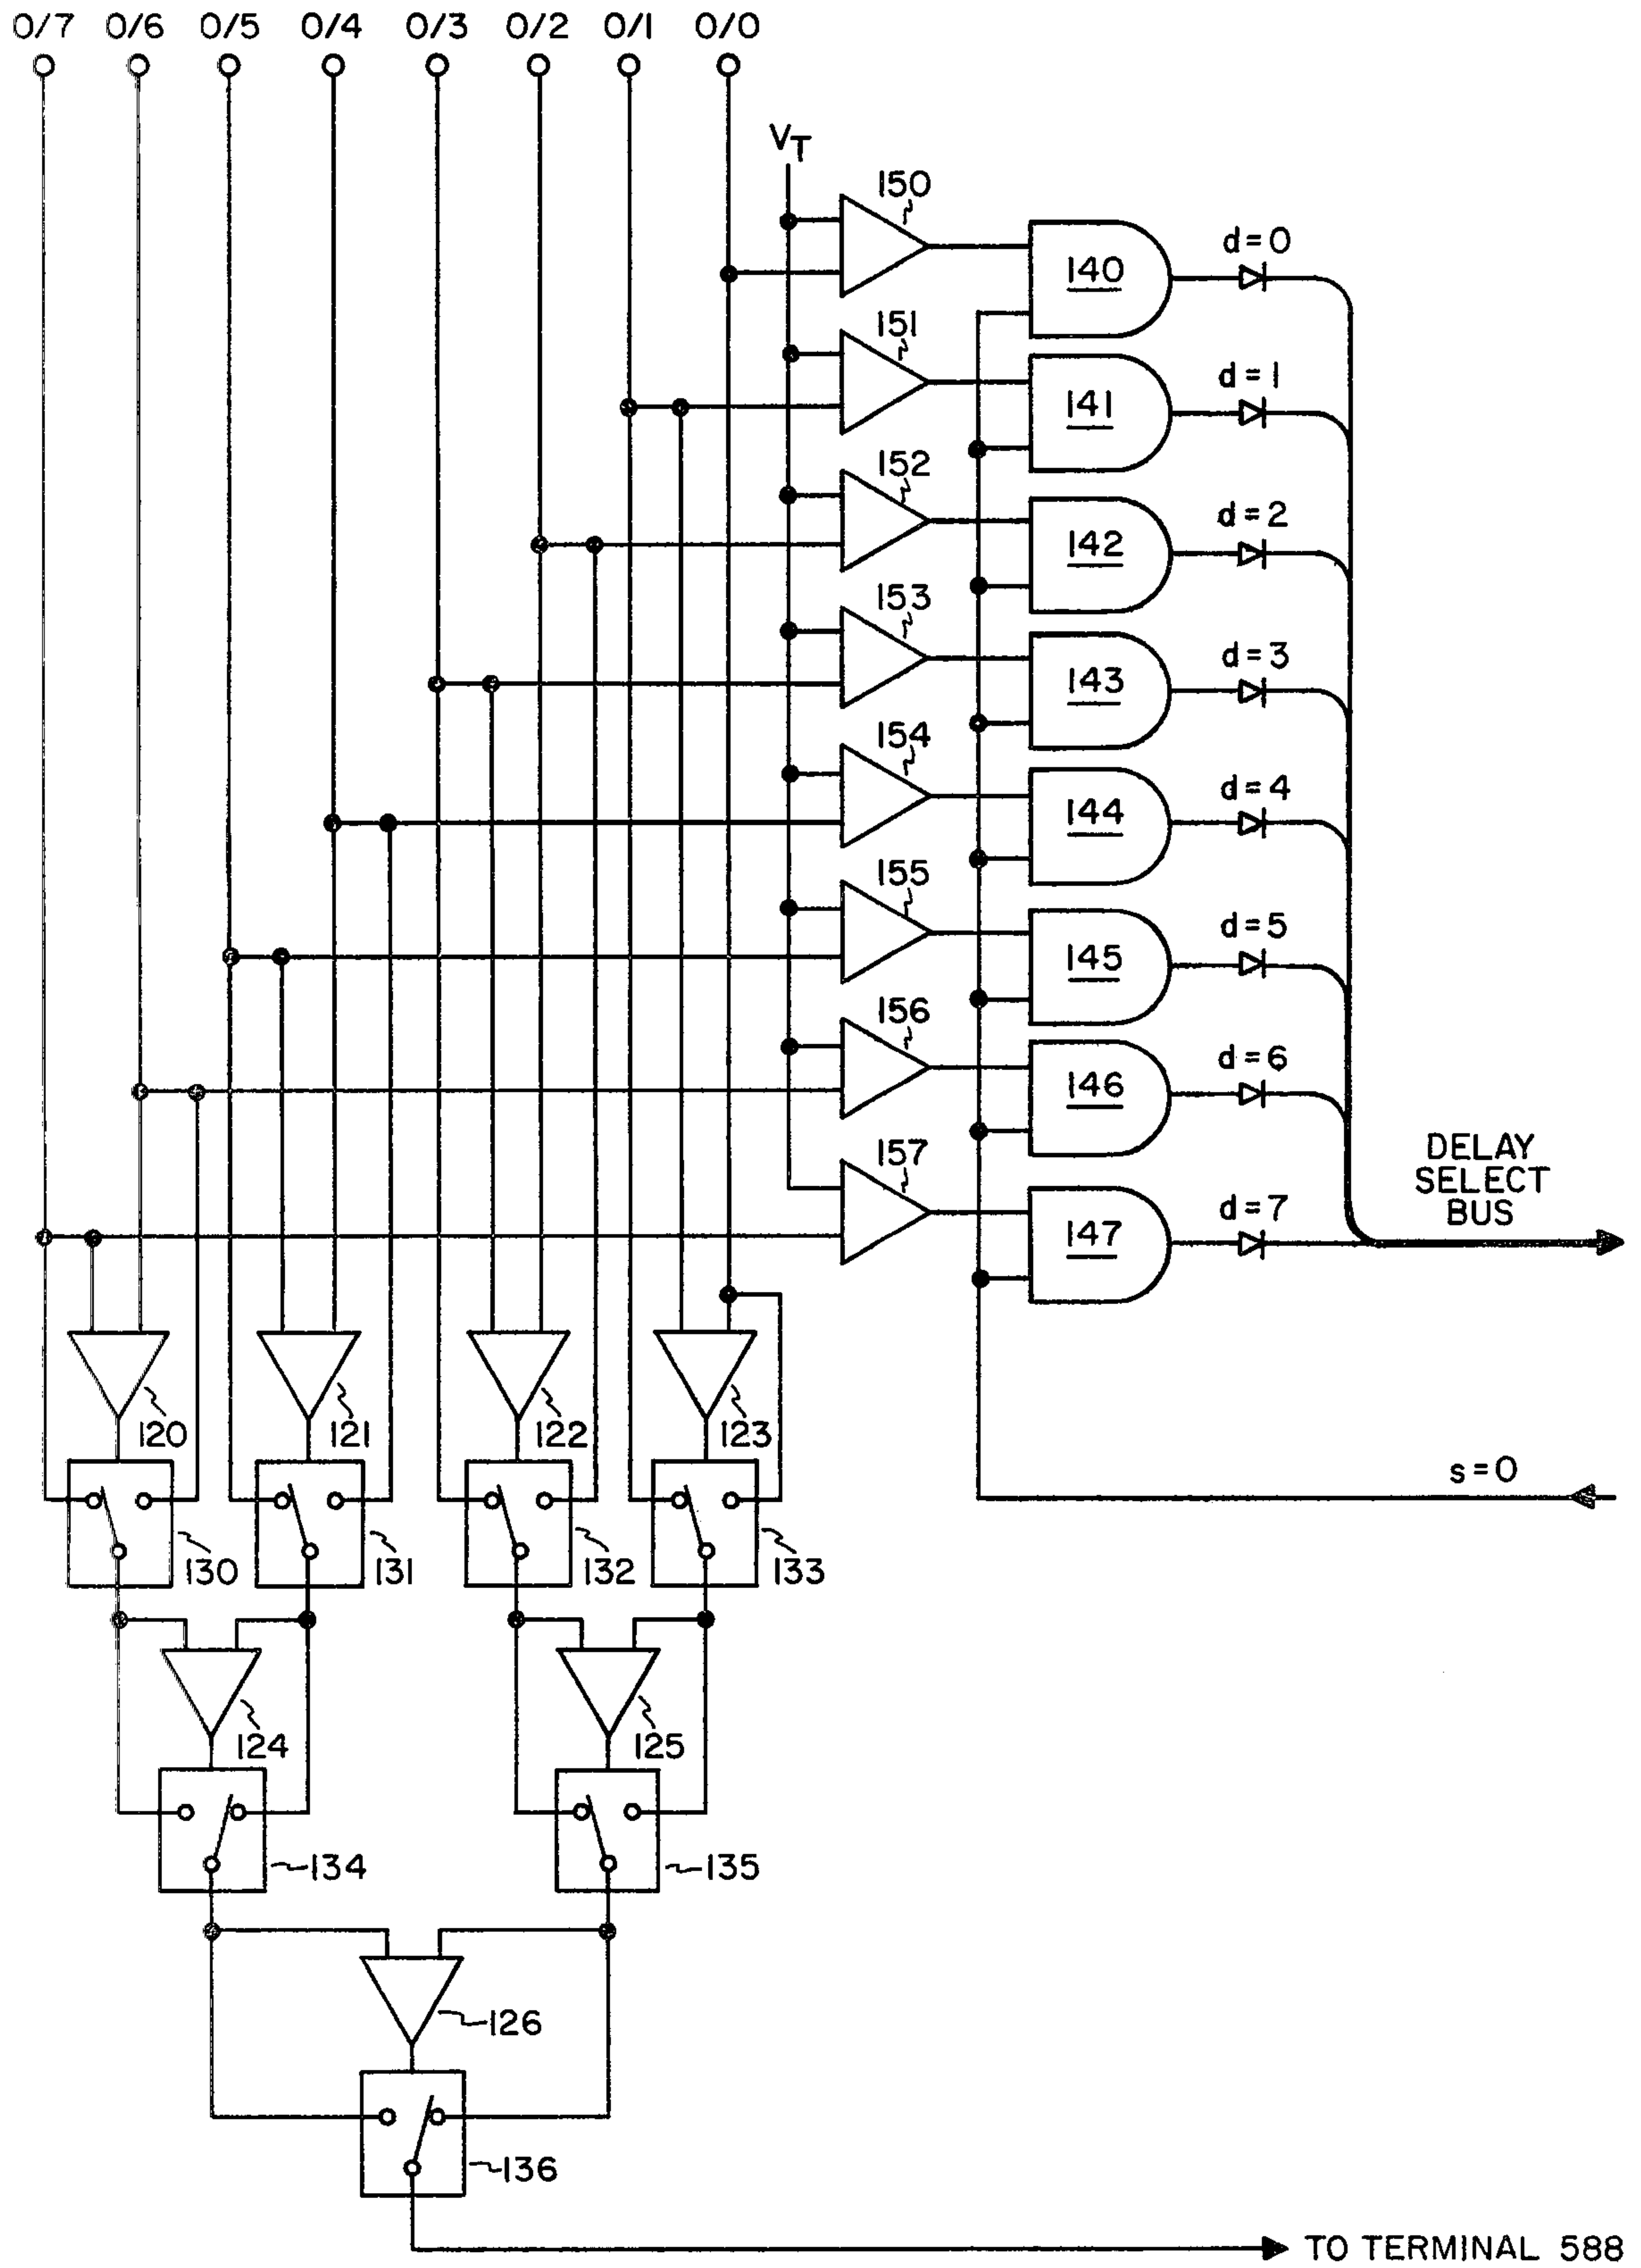 0/7 0/6 0/5 0/4 0/3 0/2 0/1 0/0
VT
150
140
d=0
151
141
d=1
152
142
d=2
153
143
d=3
154
144
d=4
155
145
d=5
156
146
d=6
157
147
d=7
DELAY
SELECT
BUS
120 121 122 123
s=0
130 131 132 133
124 125
134 135
126
136
TO TERMINAL 588